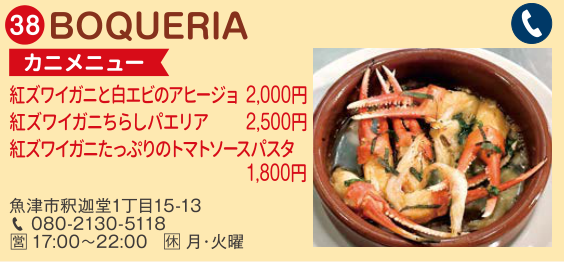 38 BOQUERIA
カニメニュー
紅ズワイガニと白エビのアヒージョ 2,000円
紅ズワイガニちらしパエリア 2,500円
紅ズワイガニたっぷりのトマトソースパスタ
1,800円
魚津市釈迦堂1丁目15-13
080-2130-5118
営 17:00～22:00 休 月・火曜